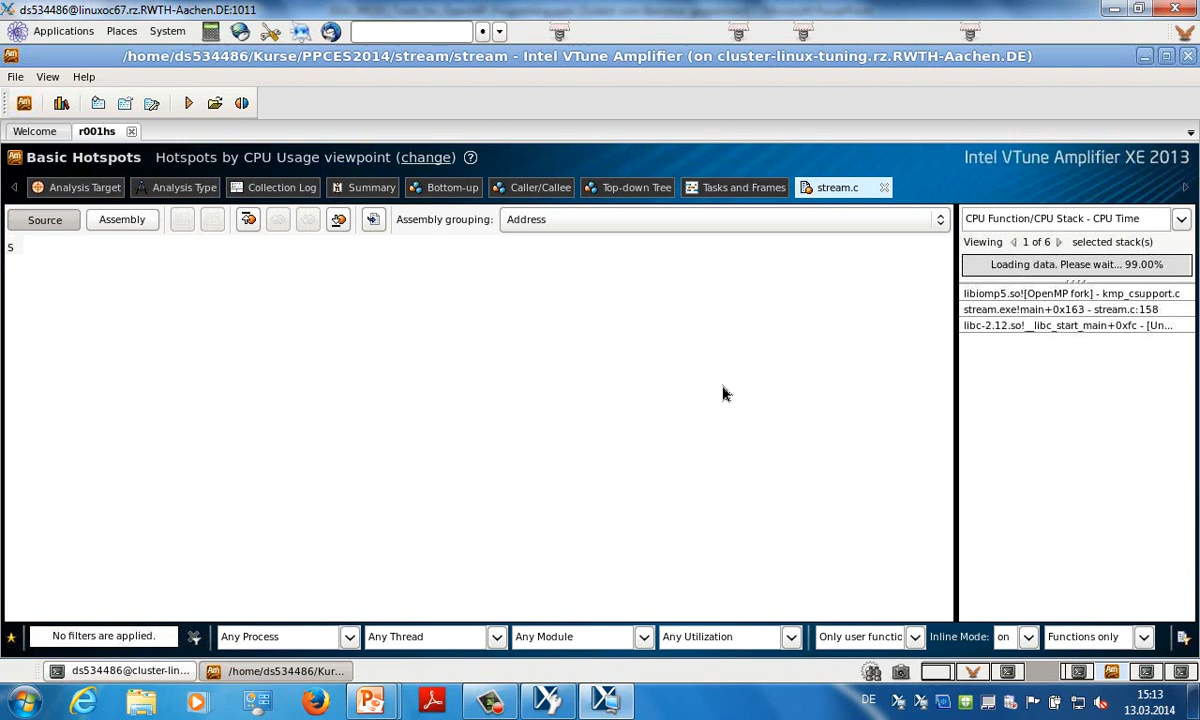 ds534486@linuxoc67.rz.RWTH-Aachen.DE:1011
Applications Places System
/home/ds534486/Kurse/PPCES2014/stream/stream - Intel VTune Amplifier (on cluster-linux-tuning.rz.RWTH-Aachen.DE)
File View Help
Welcome r001hs
Basic Hotspots Hotspots by CPU Usage viewpoint (change) ?
Intel VTune Amplifier XE 2013
Analysis Target Analysis Type Collection Log Summary Bottom-up Caller/Callee Top-down Tree Tasks and Frames stream.c
Source Assembly Assembly grouping: Address
CPU Function/CPU Stack - CPU Time
S
Viewing 1 of 6 selected stack(s)
Loading data. Please wait... 99.00%
libiomp5.so![OpenMP fork] - kmp_csupport.c
stream.exe!main+0x163 - stream.c:158
libc-2.12.so!__libc_start_main+0xfc - [Un...
No filters are applied. Any Process Any Thread Any Module Any Utilization Only user functic Inline Mode: on Functions only
ds534486@cluster-lin... /home/ds534486/Kur...
DE
15:13
13.03.2014